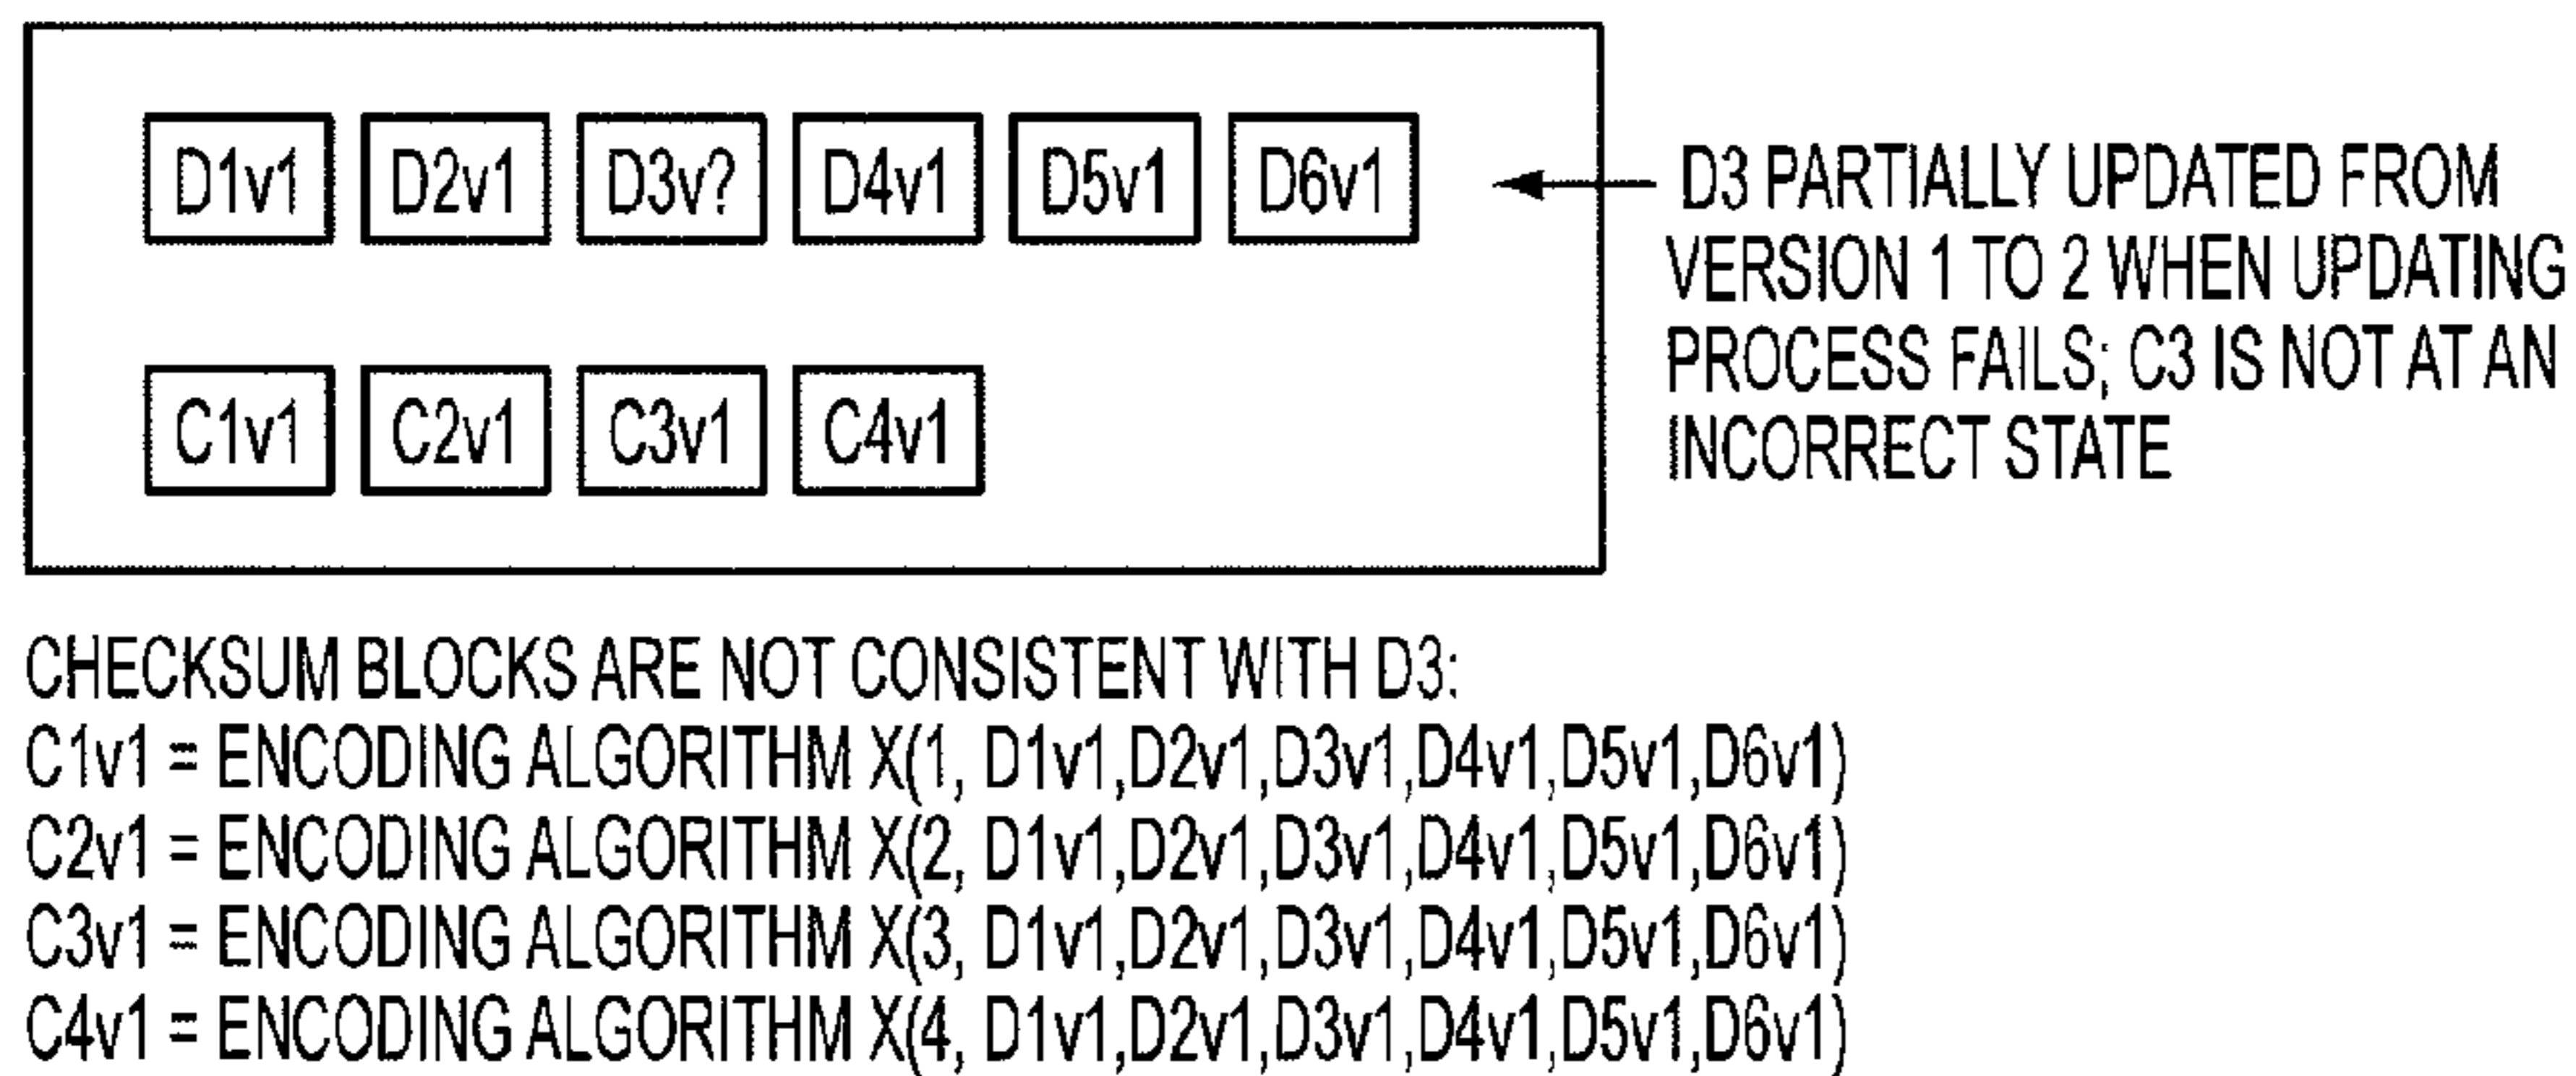 D1v1 D2v1 D3v? D4v1 D5v1 D6v1
C1v1 C2v1 C3v1 C4v1
D3 PARTIALLY UPDATED FROM
VERSION 1 TO 2 WHEN UPDATING
PROCESS FAILS; C3 IS NOT AT AN
INCORRECT STATE
CHECKSUM BLOCKS ARE NOT CONSISTENT WITH D3:
C1v1 = ENCODING ALGORITHM X(1, D1v1,D2v1,D3v1,D4v1,D5v1,D6v1)
C2v1 = ENCODING ALGORITHM X(2, D1v1,D2v1,D3v1,D4v1,D5v1,D6v1)
C3v1 = ENCODING ALGORITHM X(3, D1v1,D2v1,D3v1,D4v1,D5v1,D6v1)
C4v1 = ENCODING ALGORITHM X(4, D1v1,D2v1,D3v1,D4v1,D5v1,D6v1)